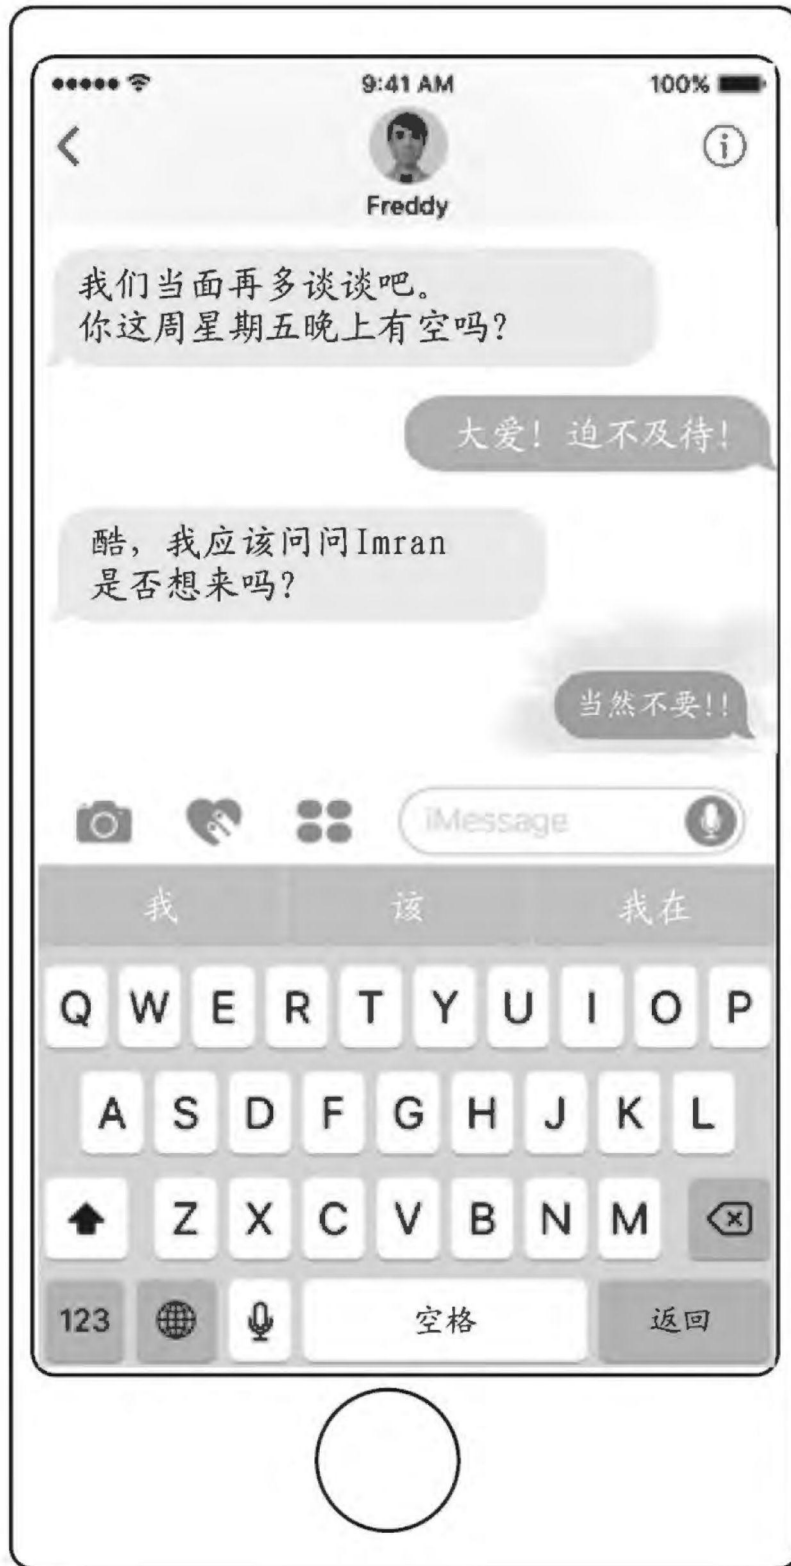 9:41 AM
100%
Freddy
我们当面再多谈谈吧。
你这周星期五晚上有空吗?
大爱! 迫不及待!
酷, 我应该问问Imran
是否想来吗?
当然不要!!
iMessage
我 该 我在
Q W E R T Y U I O P
A S D F G H J K L
Z X C V B N M
123 空格 返回